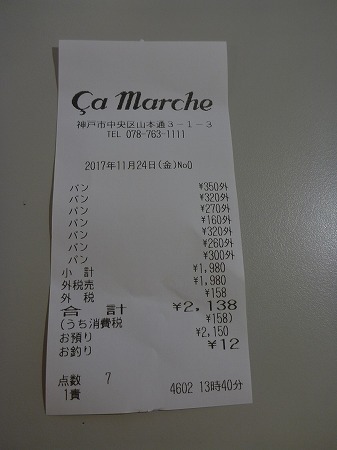 Ça marche
神戸市中央区山本通3-1-3
TEL 078-763-1111
2017年11月24日(金)No0
パン ¥350外
パン ¥320外
パン ¥270外
パン ¥160外
パン ¥320外
パン ¥260外
パン ¥300外
小 計 ¥1,980
外税売 ¥1,980
外 税 ¥158
合 計 ¥2,138
(うち消費税 ¥158)
お預り ¥2,150
お釣り ¥12
点数 7
1責 4602 13時40分